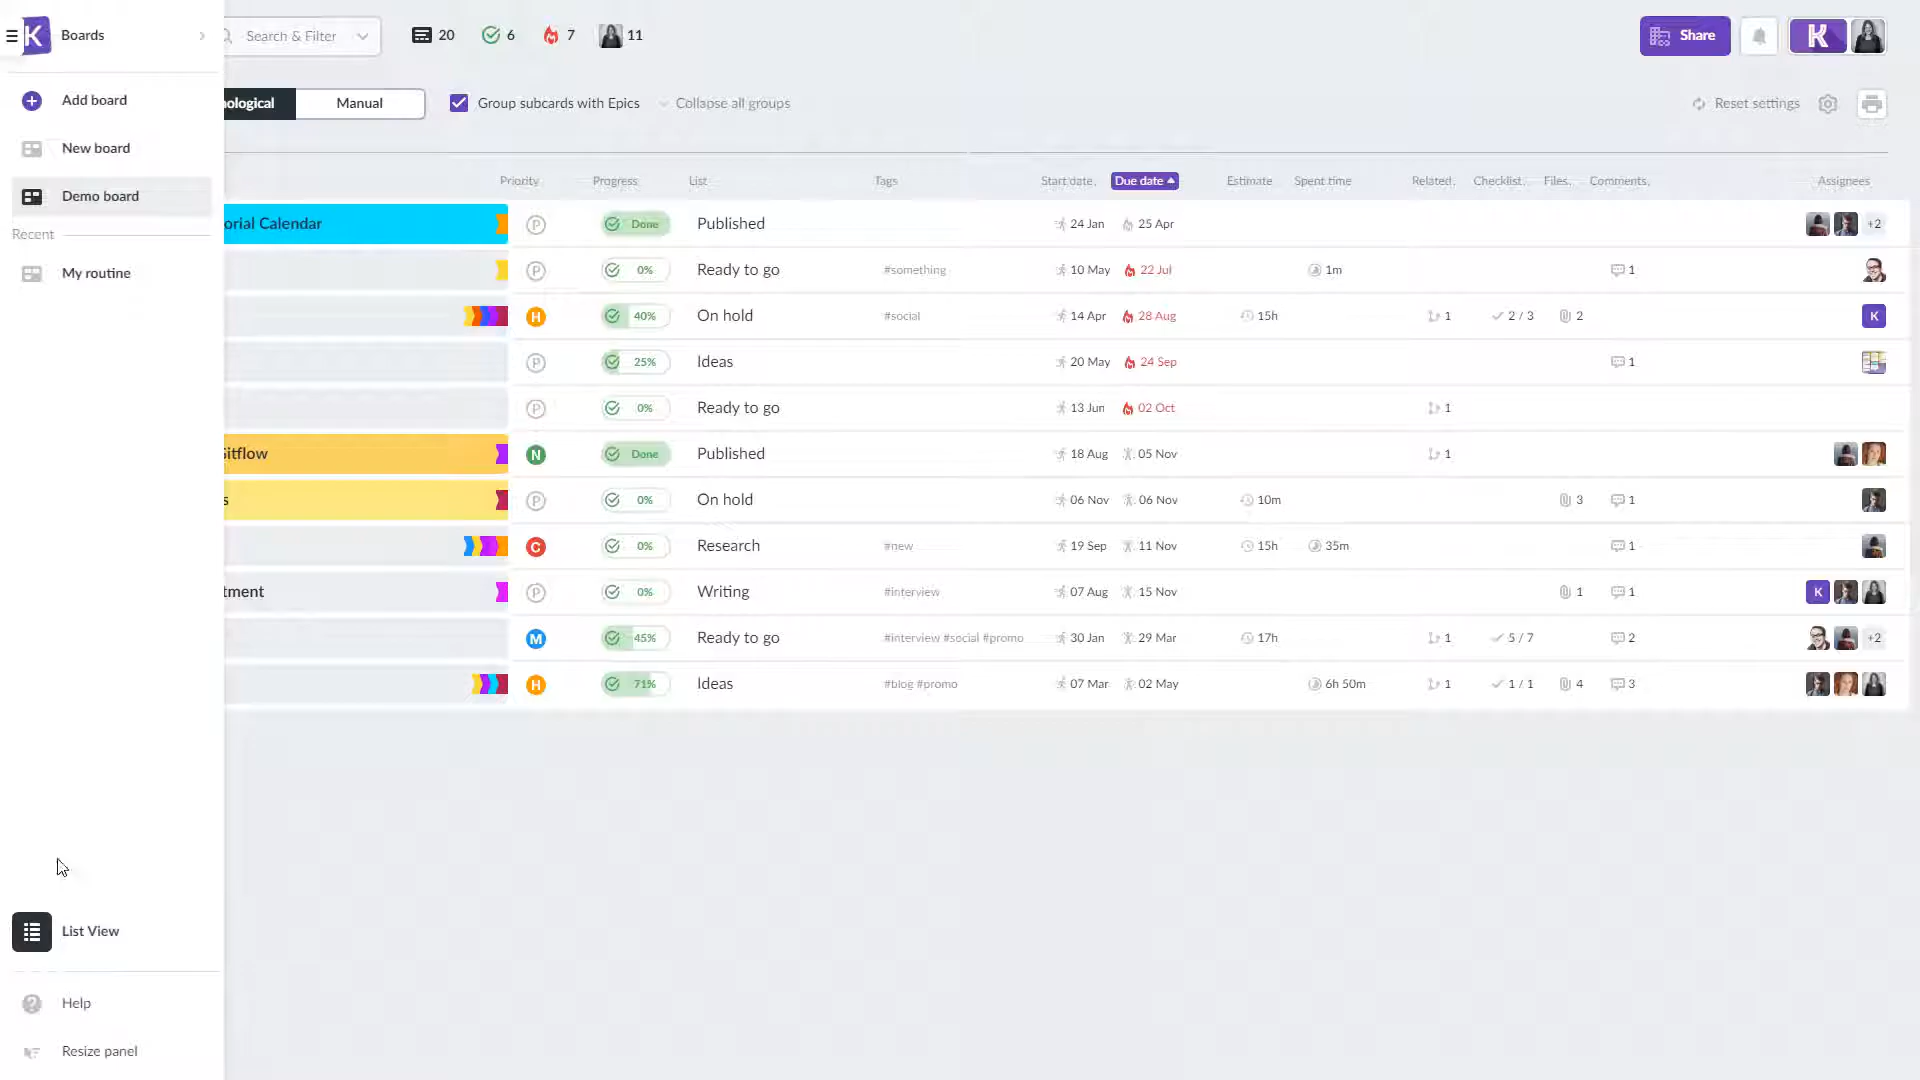 K Boards
Search & Filter 20 6 7 11 Share K
Add board
Manual Group subcards with Epics Collapse all groups Reset settings
New board
Demo board
Recent
My routine
List View
Help
Resize panel
Priority Progress List Tags Start date Due date Estimate Spent time Related Checklist Files Comments Assignees
orial Calendar P Done Published 24 Jan 25 Apr +2
P 0% Ready to go #something 10 May 22 Jul 1m 1
H 40% On hold #social 14 Apr 28 Aug 15h 1 2 / 3 2 K
P 25% Ideas 20 May 24 Sep 1
P 0% Ready to go 13 Jun 02 Oct 1
Gitflow N Done Published 18 Aug 05 Nov 1
s P 0% On hold 06 Nov 06 Nov 10m 3 1
C 0% Research #new 19 Sep 11 Nov 15h 35m 1
tment P 0% Writing #interview 07 Aug 15 Nov 1 1 K
M 45% Ready to go #interview #social #promo 30 Jan 29 Mar 17h 1 5 / 7 2 +2
H 71% Ideas #blog #promo 07 Mar 02 May 6h 50m 1 1 / 1 4 3